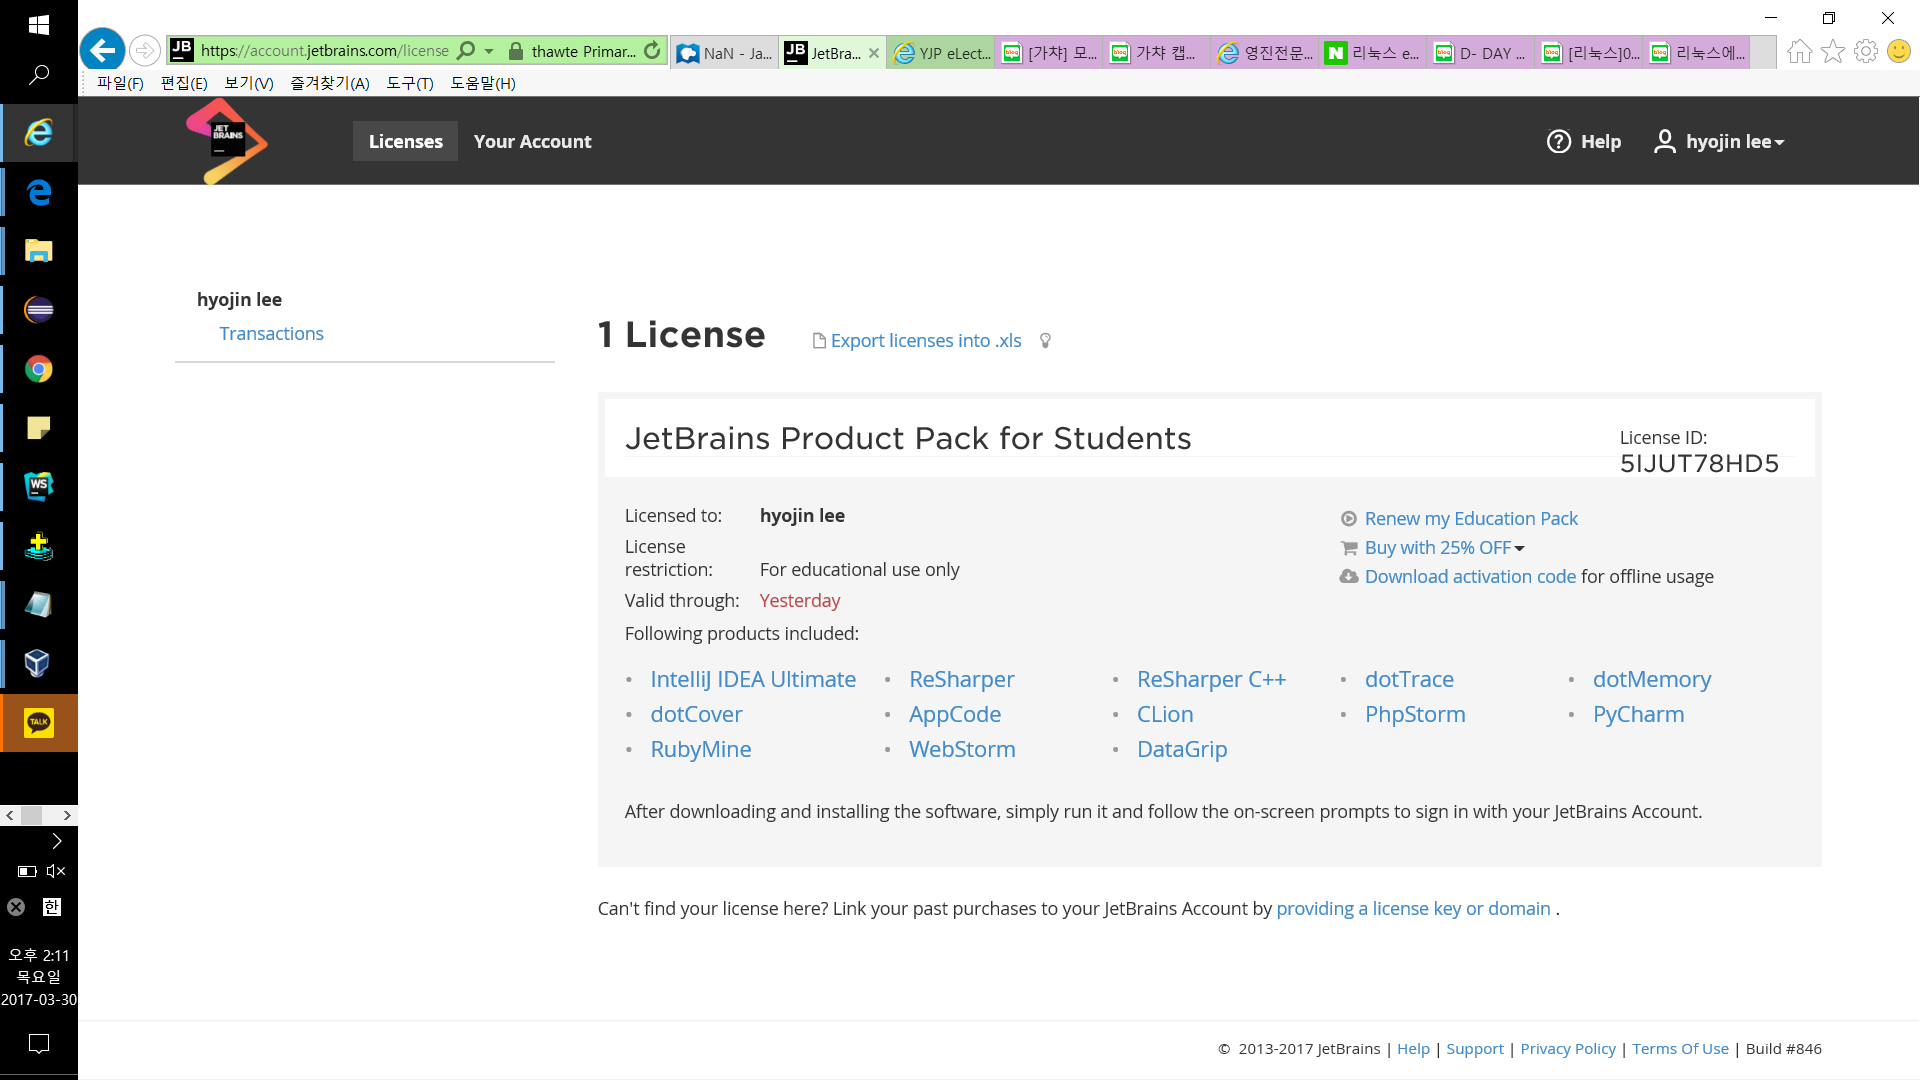 https://account.jetbrains.com/license
thawte Primar...
NaN - Ja...
JetBra...
YJP eLect...
[가챠] 모...
가챠 캡...
영진전문...
리눅스 e...
D- DAY ...
[리눅스]0...
리눅스에...
파일(F)
편집(E)
보기(V)
즐겨찾기(A)
도구(T)
도움말(H)
JET BRAINS
Licenses
Your Account
Help
hyojin lee
hyojin lee
Transactions
1 License
Export licenses into .xls
JetBrains Product Pack for Students
License ID:
5IJUT78HD5
Licensed to: hyojin lee
License
restriction: For educational use only
Valid through: Yesterday
Renew my Education Pack
Buy with 25% OFF
Download activation code for offline usage
Following products included:
IntelliJ IDEA Ultimate
ReSharper
ReSharper C++
dotTrace
dotMemory
dotCover
AppCode
CLion
PhpStorm
PyCharm
RubyMine
WebStorm
DataGrip
After downloading and installing the software, simply run it and follow the on-screen prompts to sign in with your JetBrains Account.
Can't find your license here? Link your past purchases to your JetBrains Account by providing a license key or domain .
© 2013-2017 JetBrains | Help | Support | Privacy Policy | Terms Of Use | Build #846
WS
TALK
한
오후 2:11
목요일
2017-03-30